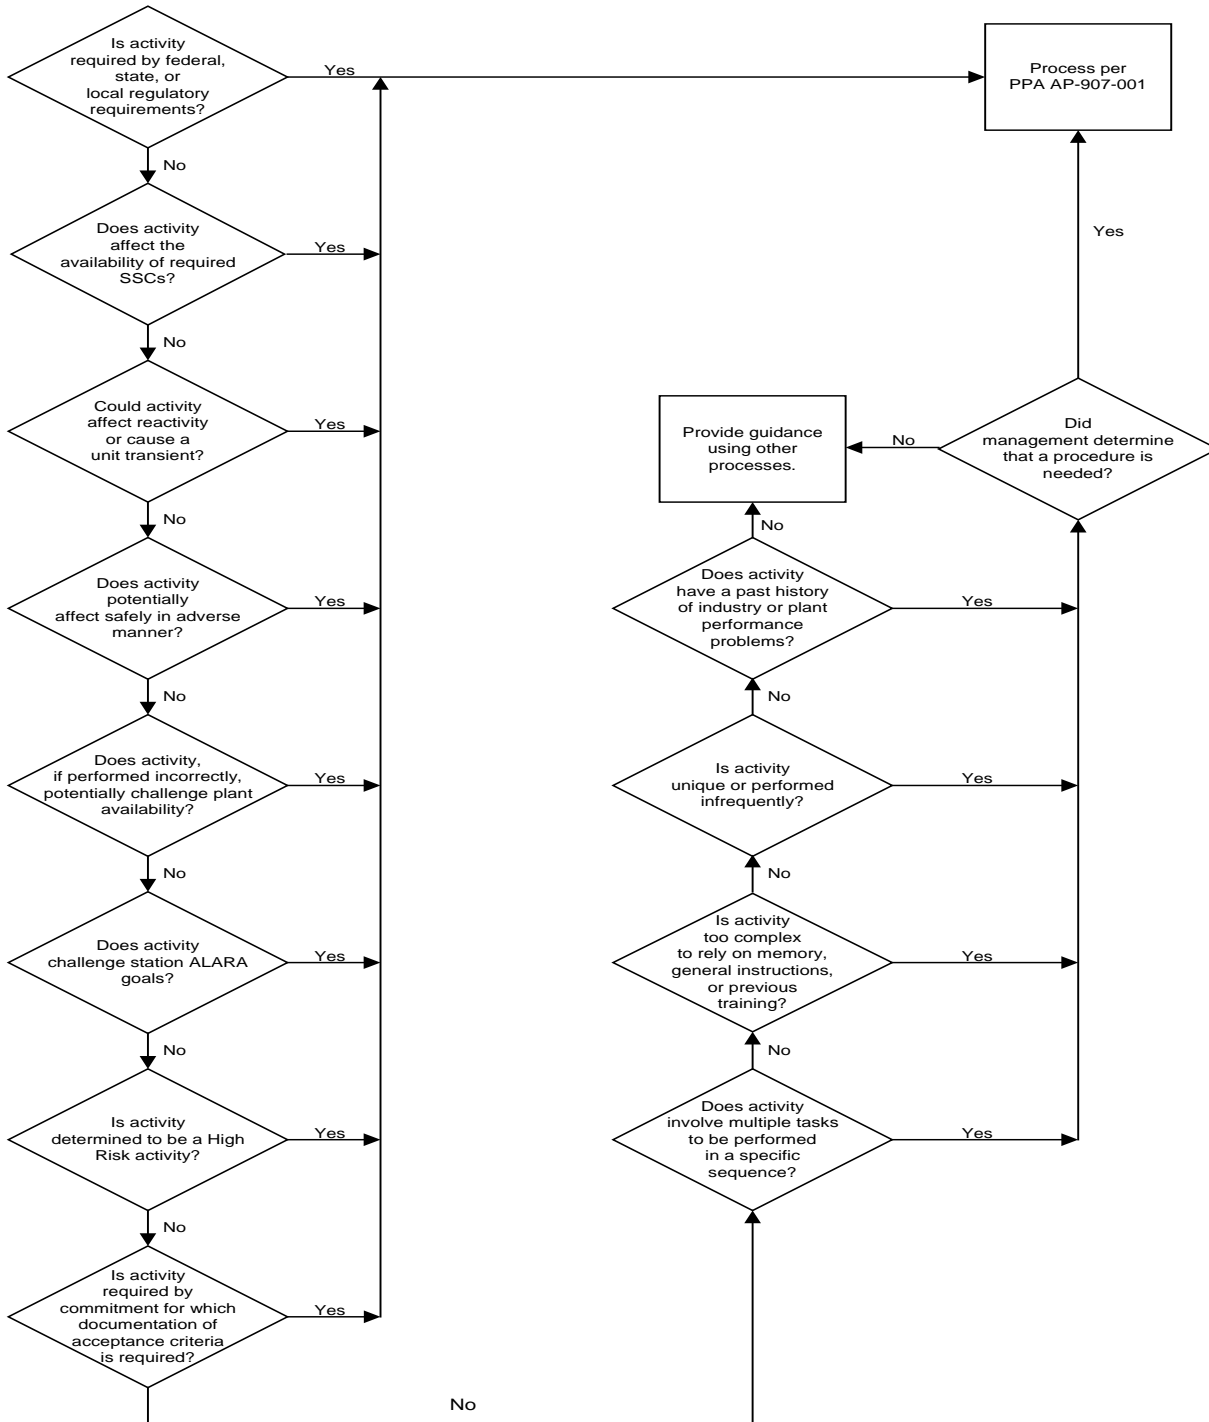 Is activity
required by federal,
state, or
local regulatory
requirements?
Yes
Process per
PPA AP-907-001
No
Does activity
affect the
availability of required
SSCs?
Yes
No
Could activity
affect reactivity
or cause a
unit transient?
Yes
No
Does activity
potentially
affect safely in adverse
manner?
Yes
No
Does activity,
if performed incorrectly,
potentially challenge plant
availability?
Yes
No
Does activity
challenge station ALARA
goals?
Yes
No
Is activity
determined to be a High
Risk activity?
Yes
No
Is activity
required by
commitment for which
documentation of
acceptance criteria
is required?
Yes
No
Does activity
involve multiple tasks
to be performed
in a specific
sequence?
Yes
No
Is activity
too complex
to rely on memory,
general instructions,
or previous
training?
Yes
No
Is activity
unique or performed
infrequently?
Yes
No
Does activity
have a past history
of industry or plant
performance
problems?
Yes
No
Provide guidance
using other
processes.
No
Did
management determine
that a procedure is
needed?
Yes